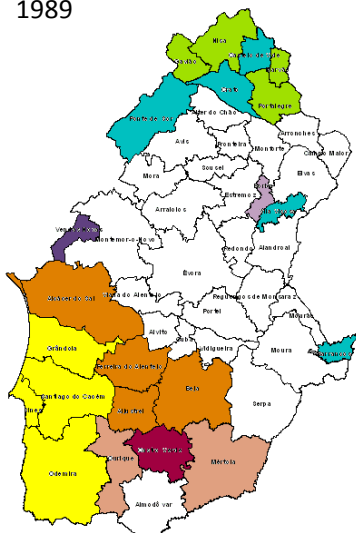 1989
Nisa
Gavião
Castelo de Vide
Marvão
Crato
Portalegre
Ponte de Sor
Alter do Chão
Arronches
Fronteira
Monforte
Campo Maior
Avis
Elvas
Sousel
Mora
Estremoz
Borba
Arraiolos
Vila Viçosa
Vendas Novas
Montemor-o-Novo
Redondo
Alandroal
Évora
Alcácer do Sal
Viana do Alentejo
Reguengos de Monsaraz
Portel
Mourão
Alvito
Cuba
Vidigueira
Grândola
Moura
Barrancos
Ferreira do Alentejo
Beja
Santiago do Cacém
Serpa
Sines
Aljustrel
Ourique
Mértola
Odemira
Almodôvar